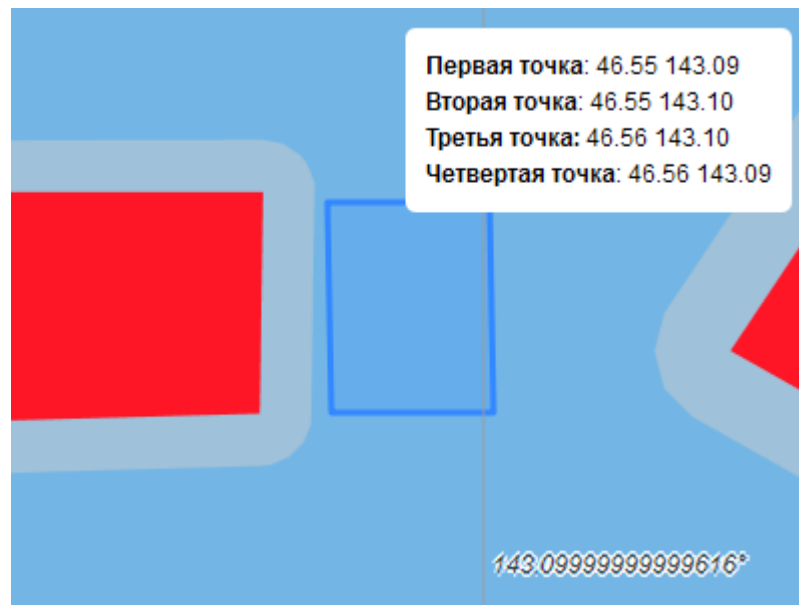 Первая точка: 46.55 143.09
Вторая точка: 46.55 143.10
Третья точка: 46.56 143.10
Четвертая точка: 46.56 143.09
143.09999999999616°